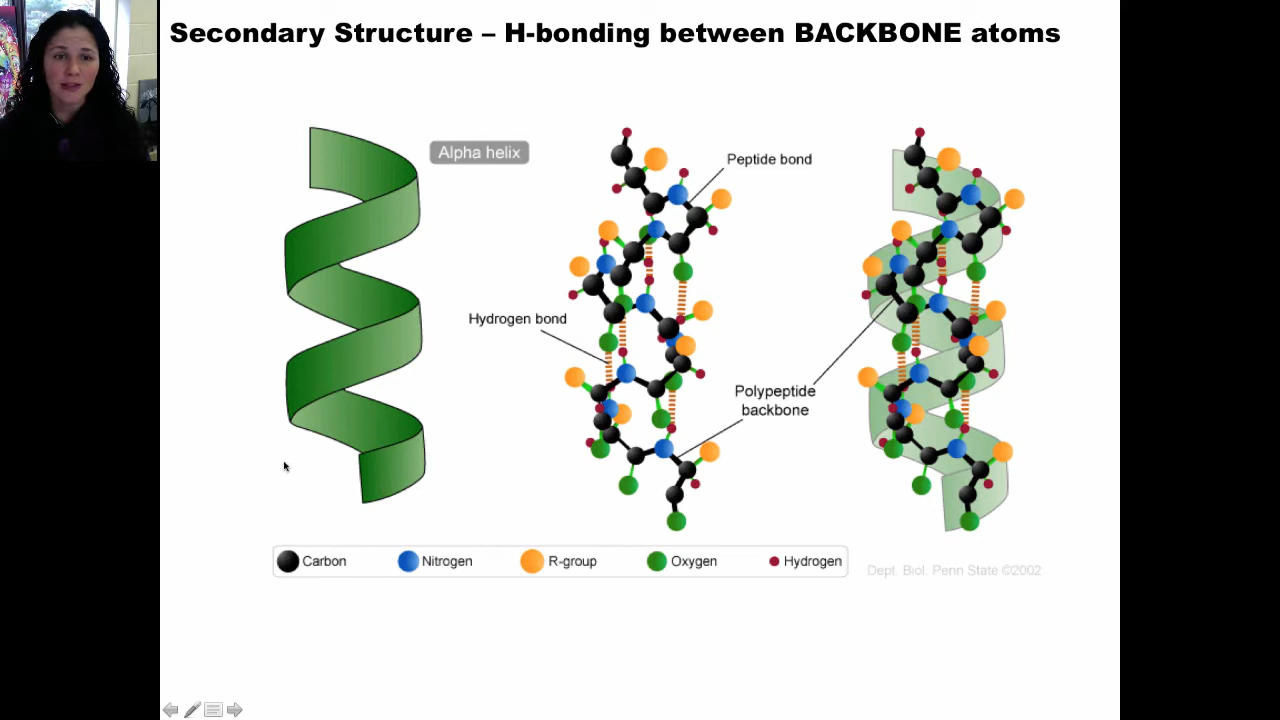 Secondary Structure – H-bonding between BACKBONE atoms
Alpha helix
Peptide bond
Hydrogen bond
Polypeptide
backbone
Carbon
Nitrogen
R-group
Oxygen
Hydrogen
Dept. Biol. Penn State ©2002